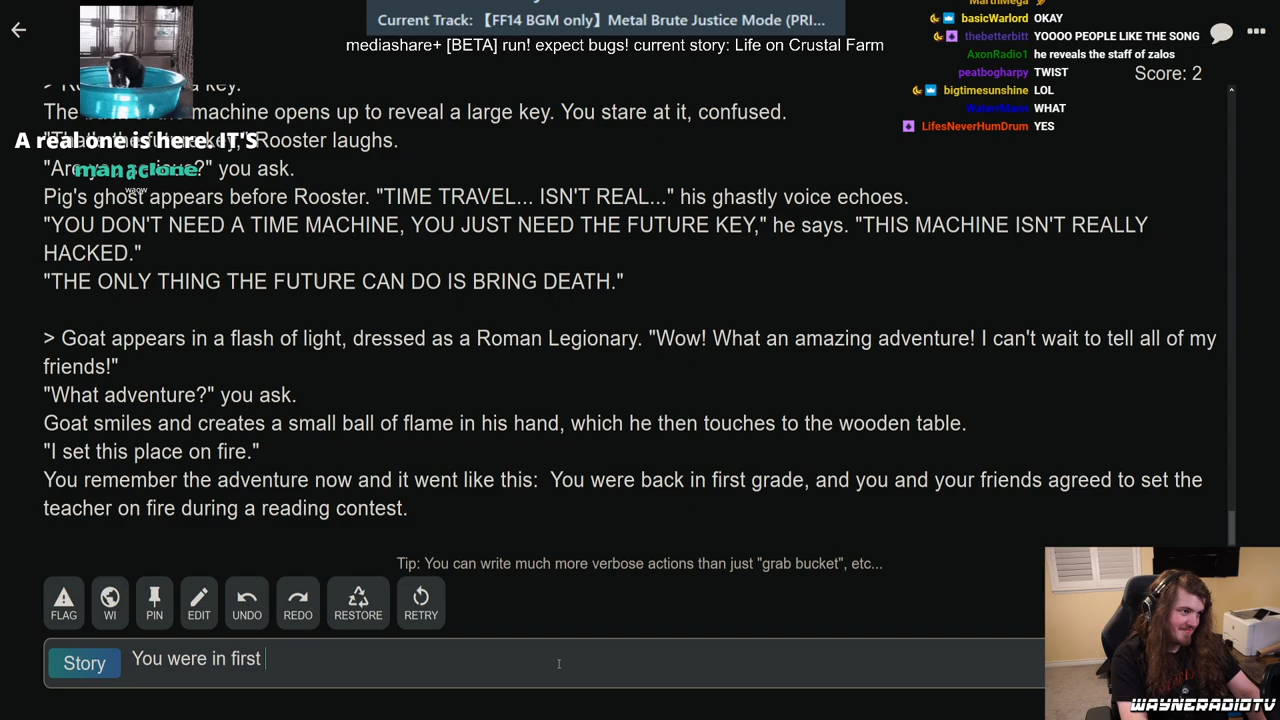 Current Track: 【FF14 BGM only】Metal Brute Justice Mode (PRI...
mediashare+ [BETA] run! expect bugs! current story: Life on Crustal Farm
basicWarlord OKAY
thebetterbitt YOOOO PEOPLE LIKE THE SONG
AxonRadio1 he reveals the staff of zalos
peatbogharpy TWIST
bigtimesunshine LOL
WHAT
LifesNeverHumDrum YES
Score: 2
a key.
The machine opens up to reveal a large key. You stare at it, confused.
key," Rooster laughs.
"Are you you ask.
A real one is here. IT'S
manaclone
waow
Pig's ghost appears before Rooster. "TIME TRAVEL... ISN'T REAL..." his ghastly voice echoes.
"YOU DON'T NEED A TIME MACHINE, YOU JUST NEED THE FUTURE KEY," he says. "THIS MACHINE ISN'T REALLY
HACKED."
"THE ONLY THING THE FUTURE CAN DO IS BRING DEATH."
> Goat appears in a flash of light, dressed as a Roman Legionary. "Wow! What an amazing adventure! I can't wait to tell all of my
friends!"
"What adventure?" you ask.
Goat smiles and creates a small ball of flame in his hand, which he then touches to the wooden table.
"I set this place on fire."
You remember the adventure now and it went like this:  You were back in first grade, and you and your friends agreed to set the
teacher on fire during a reading contest.
Tip: You can write much more verbose actions than just "grab bucket", etc...
FLAG
WI
PIN
EDIT
UNDO
REDO
RESTORE
RETRY
Story You were in first
WAYNERADIOTV